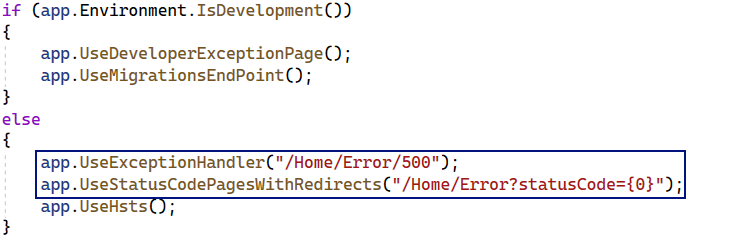 if (app.Environment.IsDevelopment())
{
    app.UseDeveloperExceptionPage();
    app.UseMigrationsEndPoint();
}
else
{
    app.UseExceptionHandler("/Home/Error/500");
    app.UseStatusCodePagesWithRedirects("/Home/Error?statusCode={0}");
    app.UseHsts();
}